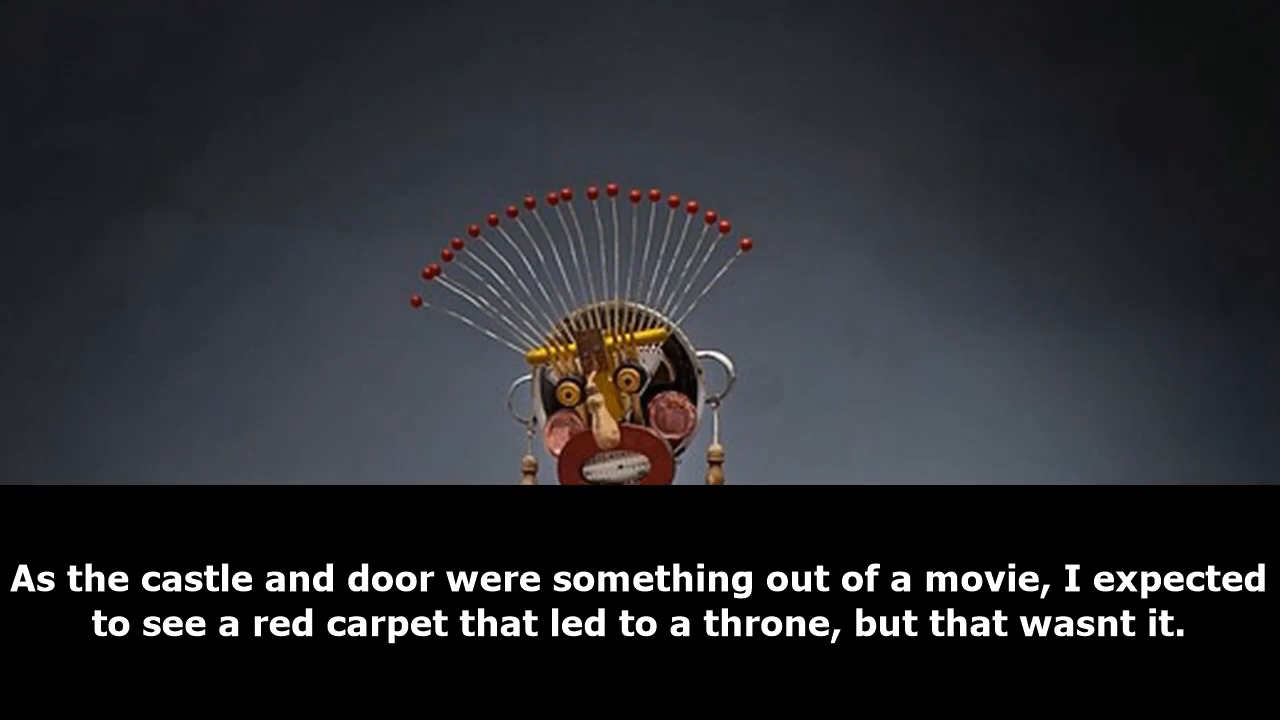 As the castle and door were something out of a movie, I expected
to see a red carpet that led to a throne, but that wasnt it.